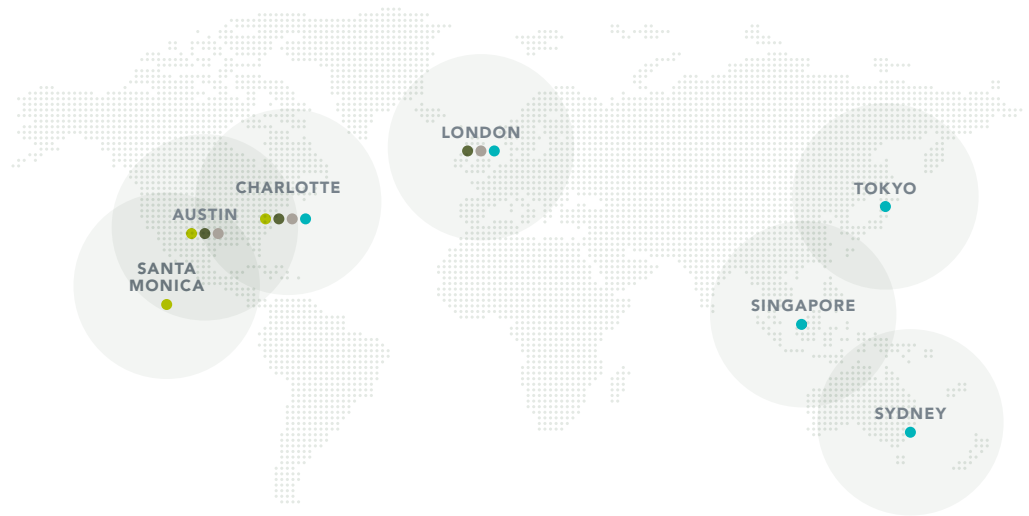 LONDON
CHARLOTTE
TOKYO
AUSTIN
SANTA
MONICA
SINGAPORE
SYDNEY